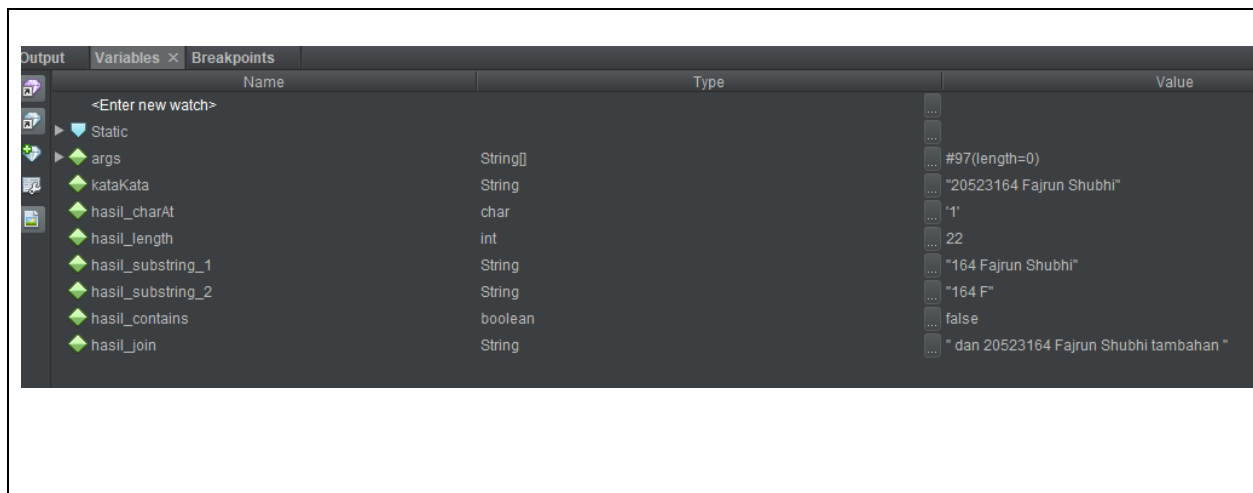 Output Variables × Breakpoints
Name Type Value
<Enter new watch>
Static
args String[] #97(length=0)
kataKata String "20523164 Fajrun Shubhi"
hasil_charAt char '1'
hasil_length int 22
hasil_substring_1 String "164 Fajrun Shubhi"
hasil_substring_2 String "164 F"
hasil_contains boolean false
hasil_join String " dan 20523164 Fajrun Shubhi tambahan "